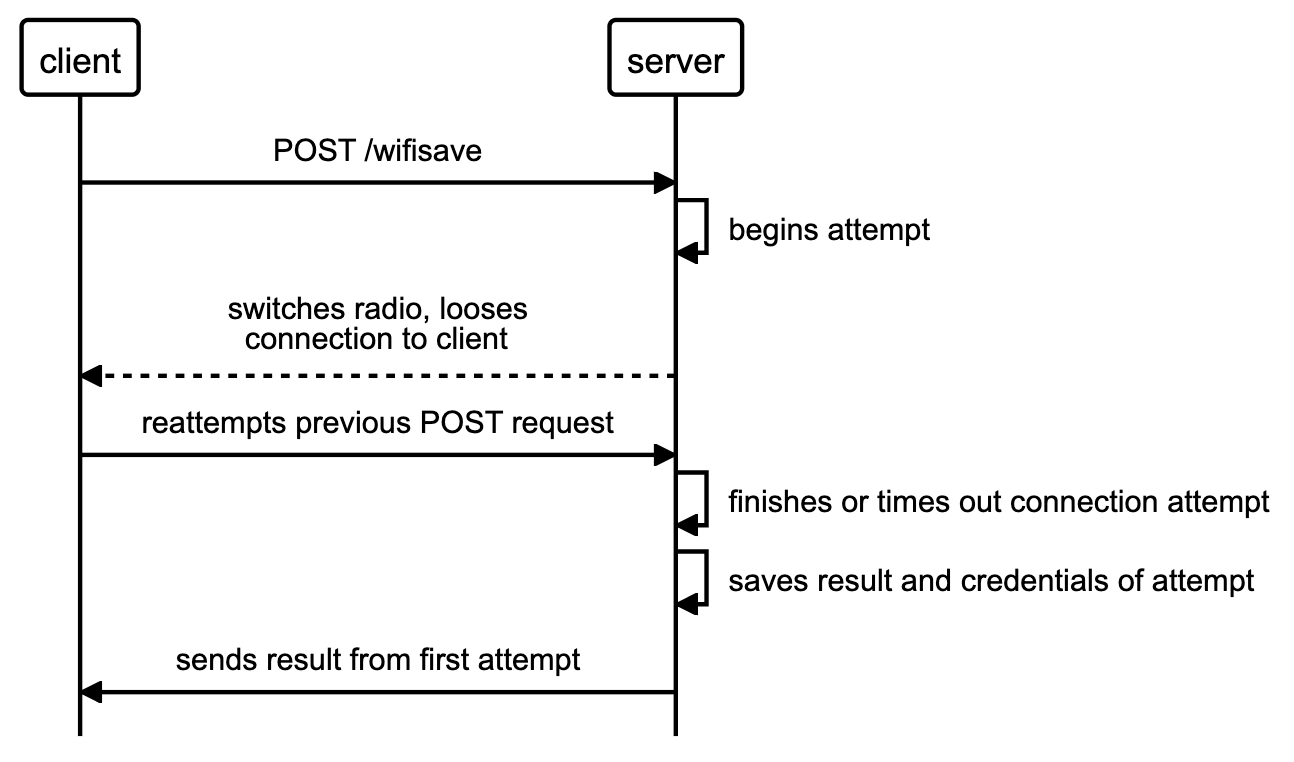 client
server
POST /wifisave
begins attempt
switches radio, looses
connection to client
reattempts previous POST request
finishes or times out connection attempt
saves result and credentials of attempt
sends result from first attempt